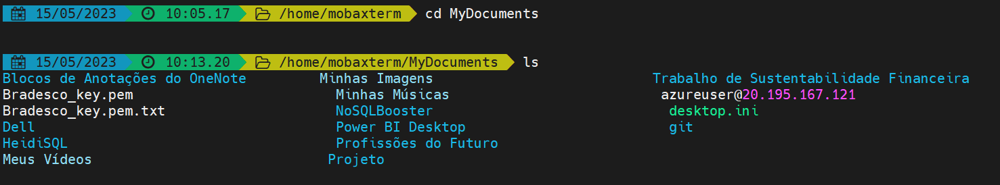 15/05/2023 10:05.17 /home/mobaxterm cd MyDocuments
15/05/2023 10:13.20 /home/mobaxterm/MyDocuments ls
Blocos de Anotações do OneNote Minhas Imagens Trabalho de Sustentabilidade Financeira
Bradesco_key.pem Minhas Músicas azureuser@20.195.167.121
Bradesco_key.pem.txt NoSQLBooster desktop.ini
Dell Power BI Desktop git
HeidiSQL Profissões do Futuro
Meus Vídeos Projeto